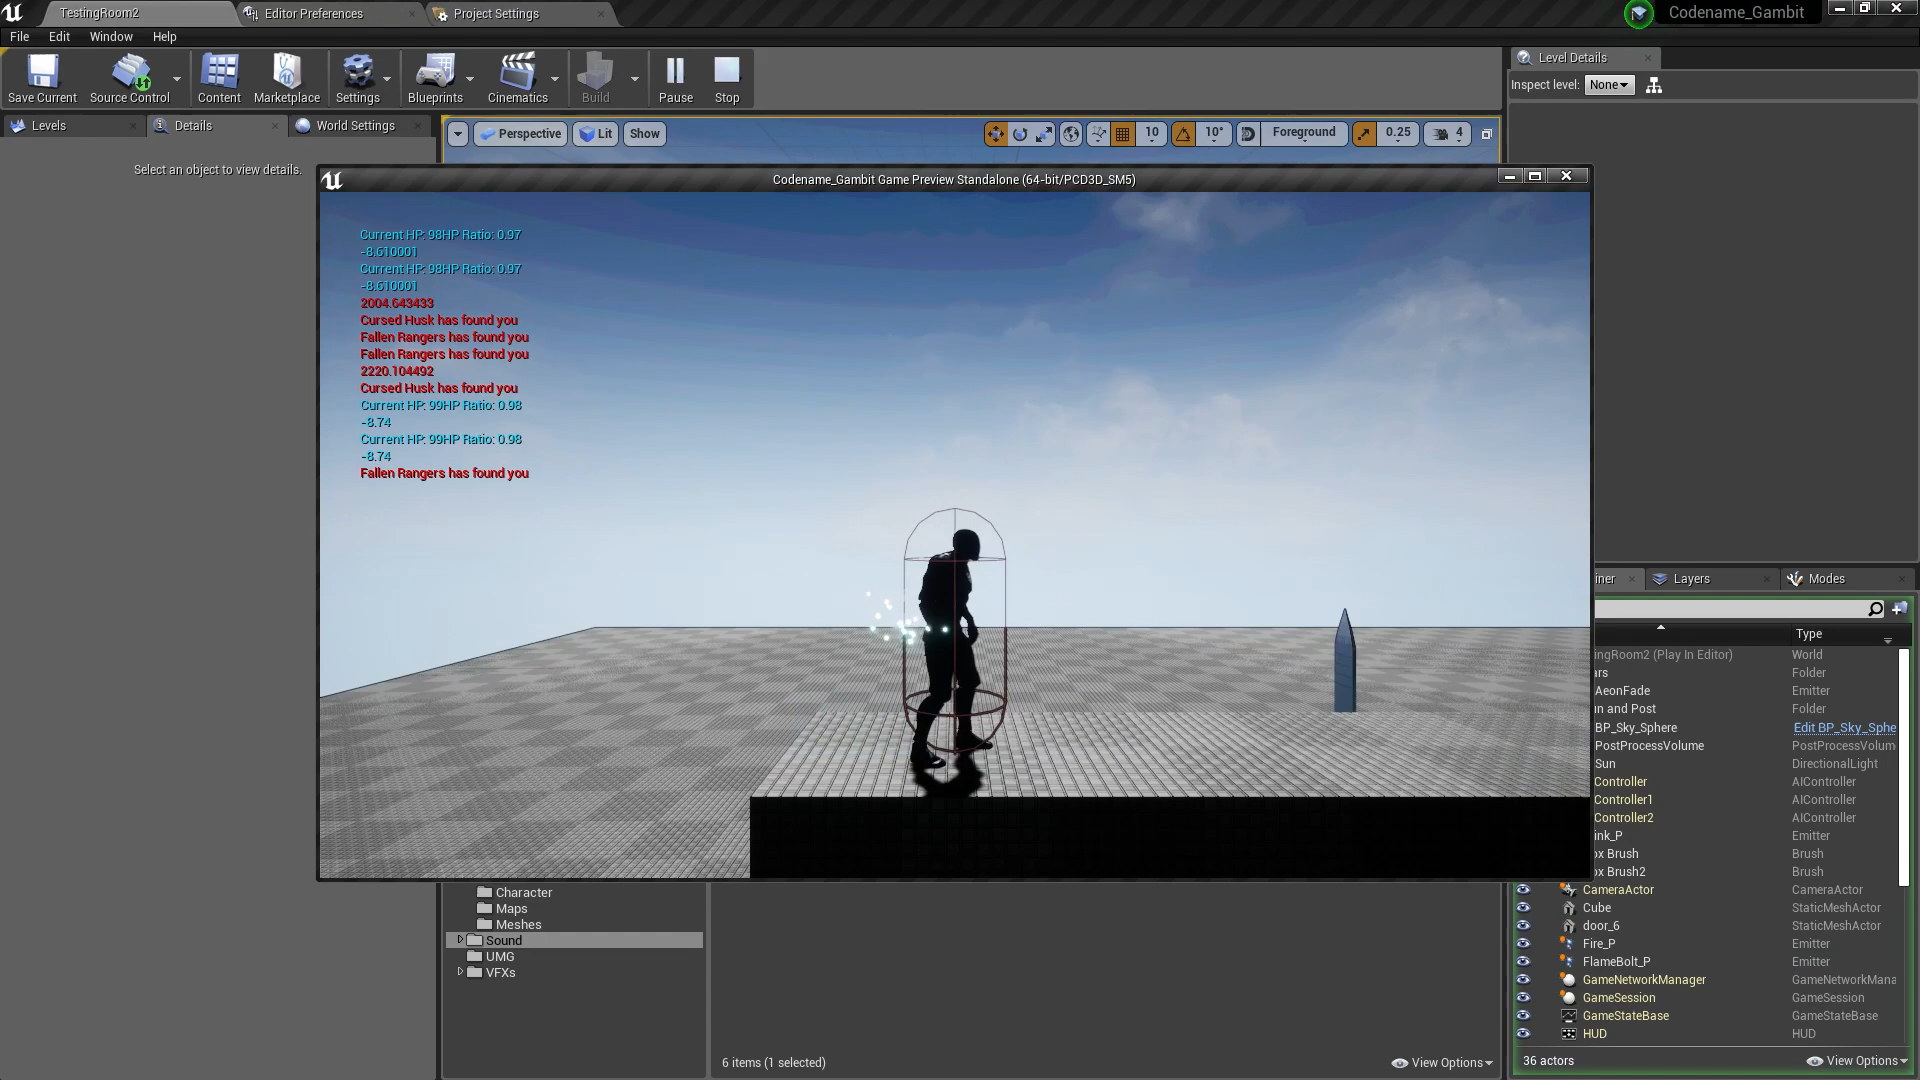 TestingRoom2
Editor Preferences
Project Settings
Codename_Gambit
File Edit Window Help
Save Current
Source Control
Content
Marketplace
Settings
Blueprints
Cinematics
Build
Pause
Stop
Level Details
Inspect level: None
Levels
Details
World Settings
Perspective
Lit
Show
10
10°
Foreground
0.25
4
Select an object to view details.
Codename_Gambit Game Preview Standalone (64-bit/PCD3D_SM5)
Current HP: 98HP Ratio: 0.97
-8.610001
Current HP: 98HP Ratio: 0.97
-8.610001
2004.643433
Cursed Husk has found you
Fallen Rangers has found you
Fallen Rangers has found you
2220.104492
Cursed Husk has found you
Current HP: 99HP Ratio: 0.98
-8.74
Current HP: 99HP Ratio: 0.98
-8.74
Fallen Rangers has found you
iner
Layers
Modes
Type
ingRoom2 (Play In Editor) World
ars Folder
AeonFade Emitter
un and Post Folder
BP_Sky_Sphere Edit BP_Sky_Sphe
PostProcessVolume PostProcessVolum
Sun DirectionalLight
Controller AIController
Controller1 AIController
Controller2 AIController
ink_P Emitter
ox Brush Brush
ox Brush2 Brush
CameraActor CameraActor
Cube StaticMeshActor
door_6 StaticMeshActor
Fire_P Emitter
FlameBolt_P Emitter
GameNetworkManager GameNetworkMana
GameSession GameSession
GameStateBase GameStateBase
HUD HUD
36 actors
View Options
Character
Maps
Meshes
Sound
UMG
VFXs
6 items (1 selected)
View Options